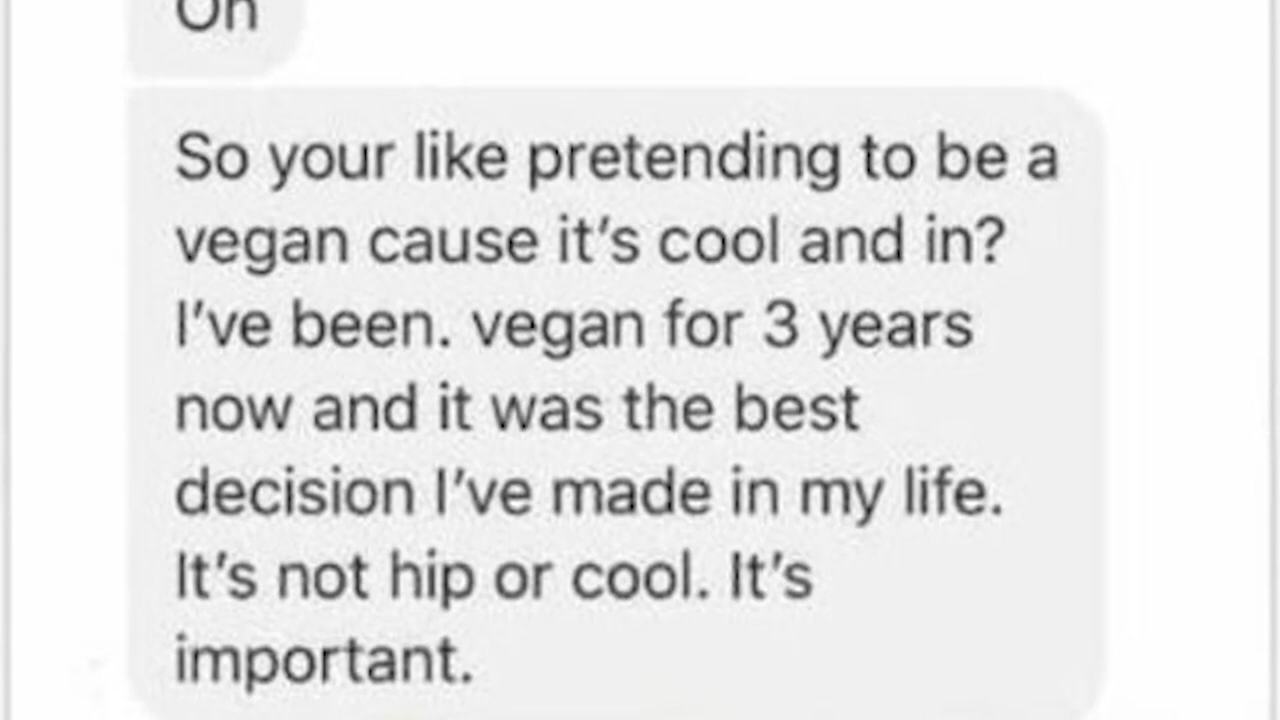 Oh
So your like pretending to be a
vegan cause it's cool and in?
I've been. vegan for 3 years
now and it was the best
decision I've made in my life.
It's not hip or cool. It's
important.